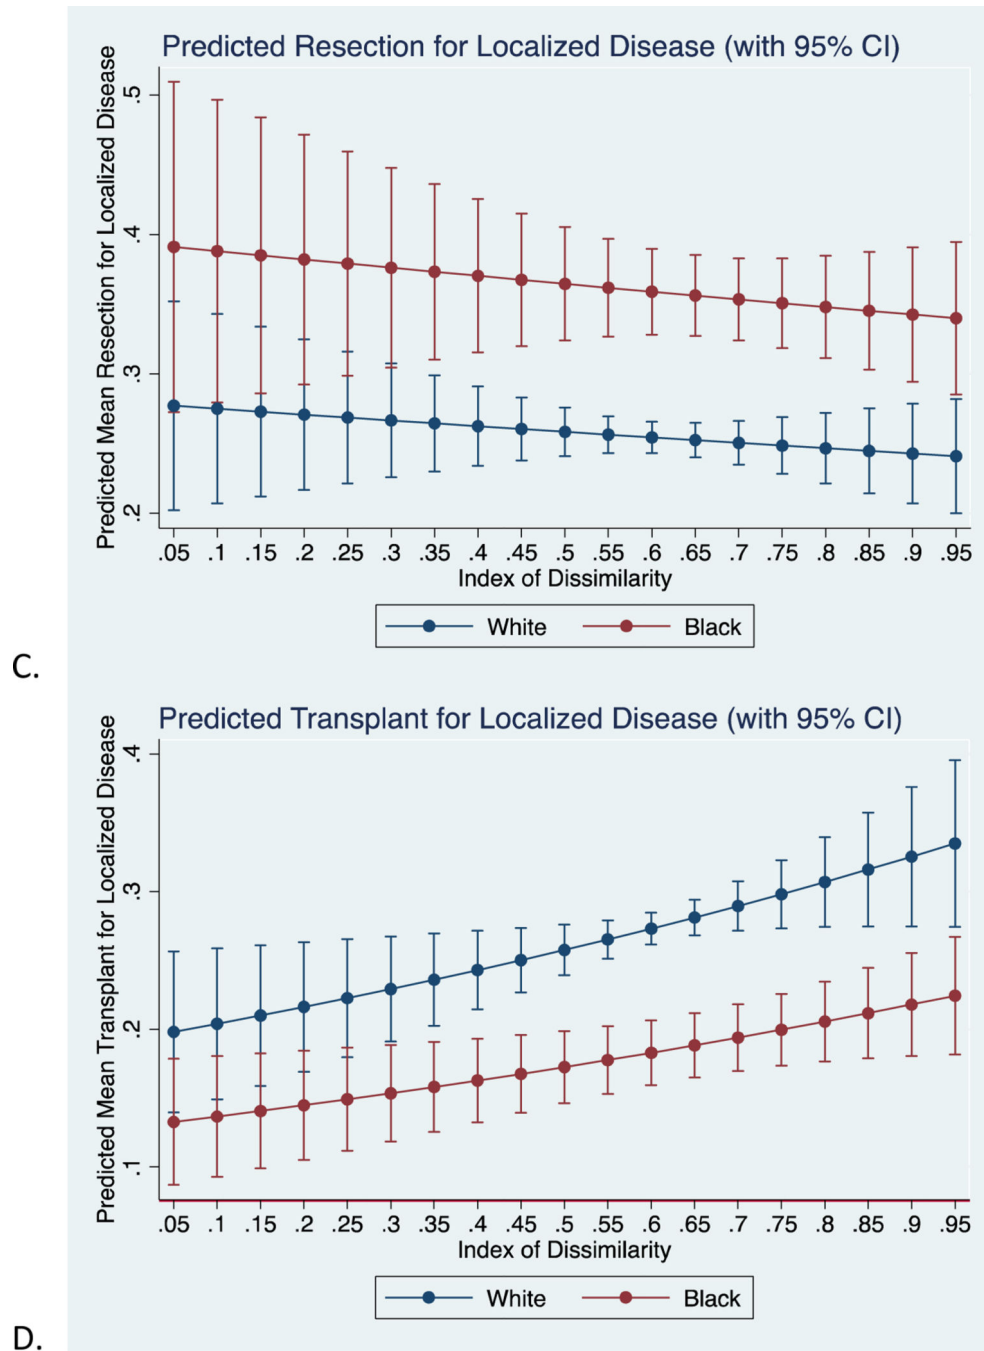 Predicted Resection for Localized Disease (with 95% CI)
Predicted Mean Resection for Localized Disease
.5
.4
.3
.2
.05 .1 .15 .2 .25 .3 .35 .4 .45 .5 .55 .6 .65 .7 .75 .8 .85 .9 .95
Index of Dissimilarity
White Black
C.
Predicted Transplant for Localized Disease (with 95% CI)
Predicted Mean Transplant for Localized Disease
.4
.3
.2
.1
.05 .1 .15 .2 .25 .3 .35 .4 .45 .5 .55 .6 .65 .7 .75 .8 .85 .9 .95
Index of Dissimilarity
White Black
D.